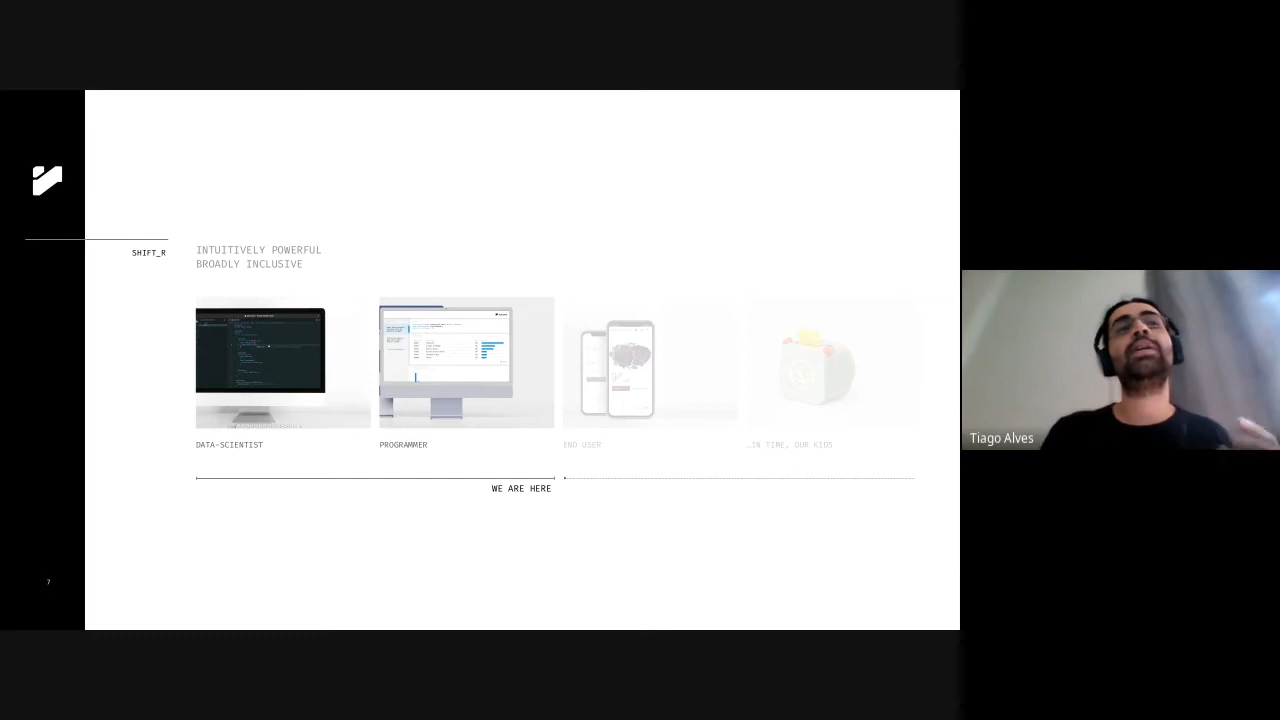 SHIFT_R
INTUITIVELY POWERFUL
BROADLY INCLUSIVE
DATA-SCIENTIST
PROGRAMMER
END USER
…IN TIME, OUR KIDS
WE ARE HERE
7
Tiago Alves